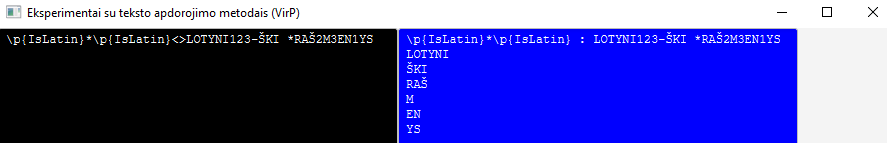 Eksperimentai su teksto apdorojimo metodais (VirP)
\p{IsLatin}*\p{IsLatin}<>LOTYNI123-ŠKI *RAŠ2M3EN1YS
\p{IsLatin}*\p{IsLatin} : LOTYNI123-ŠKI *RAŠ2M3EN1YS
LOTYNI
ŠKI
RAŠ
M
EN
YS